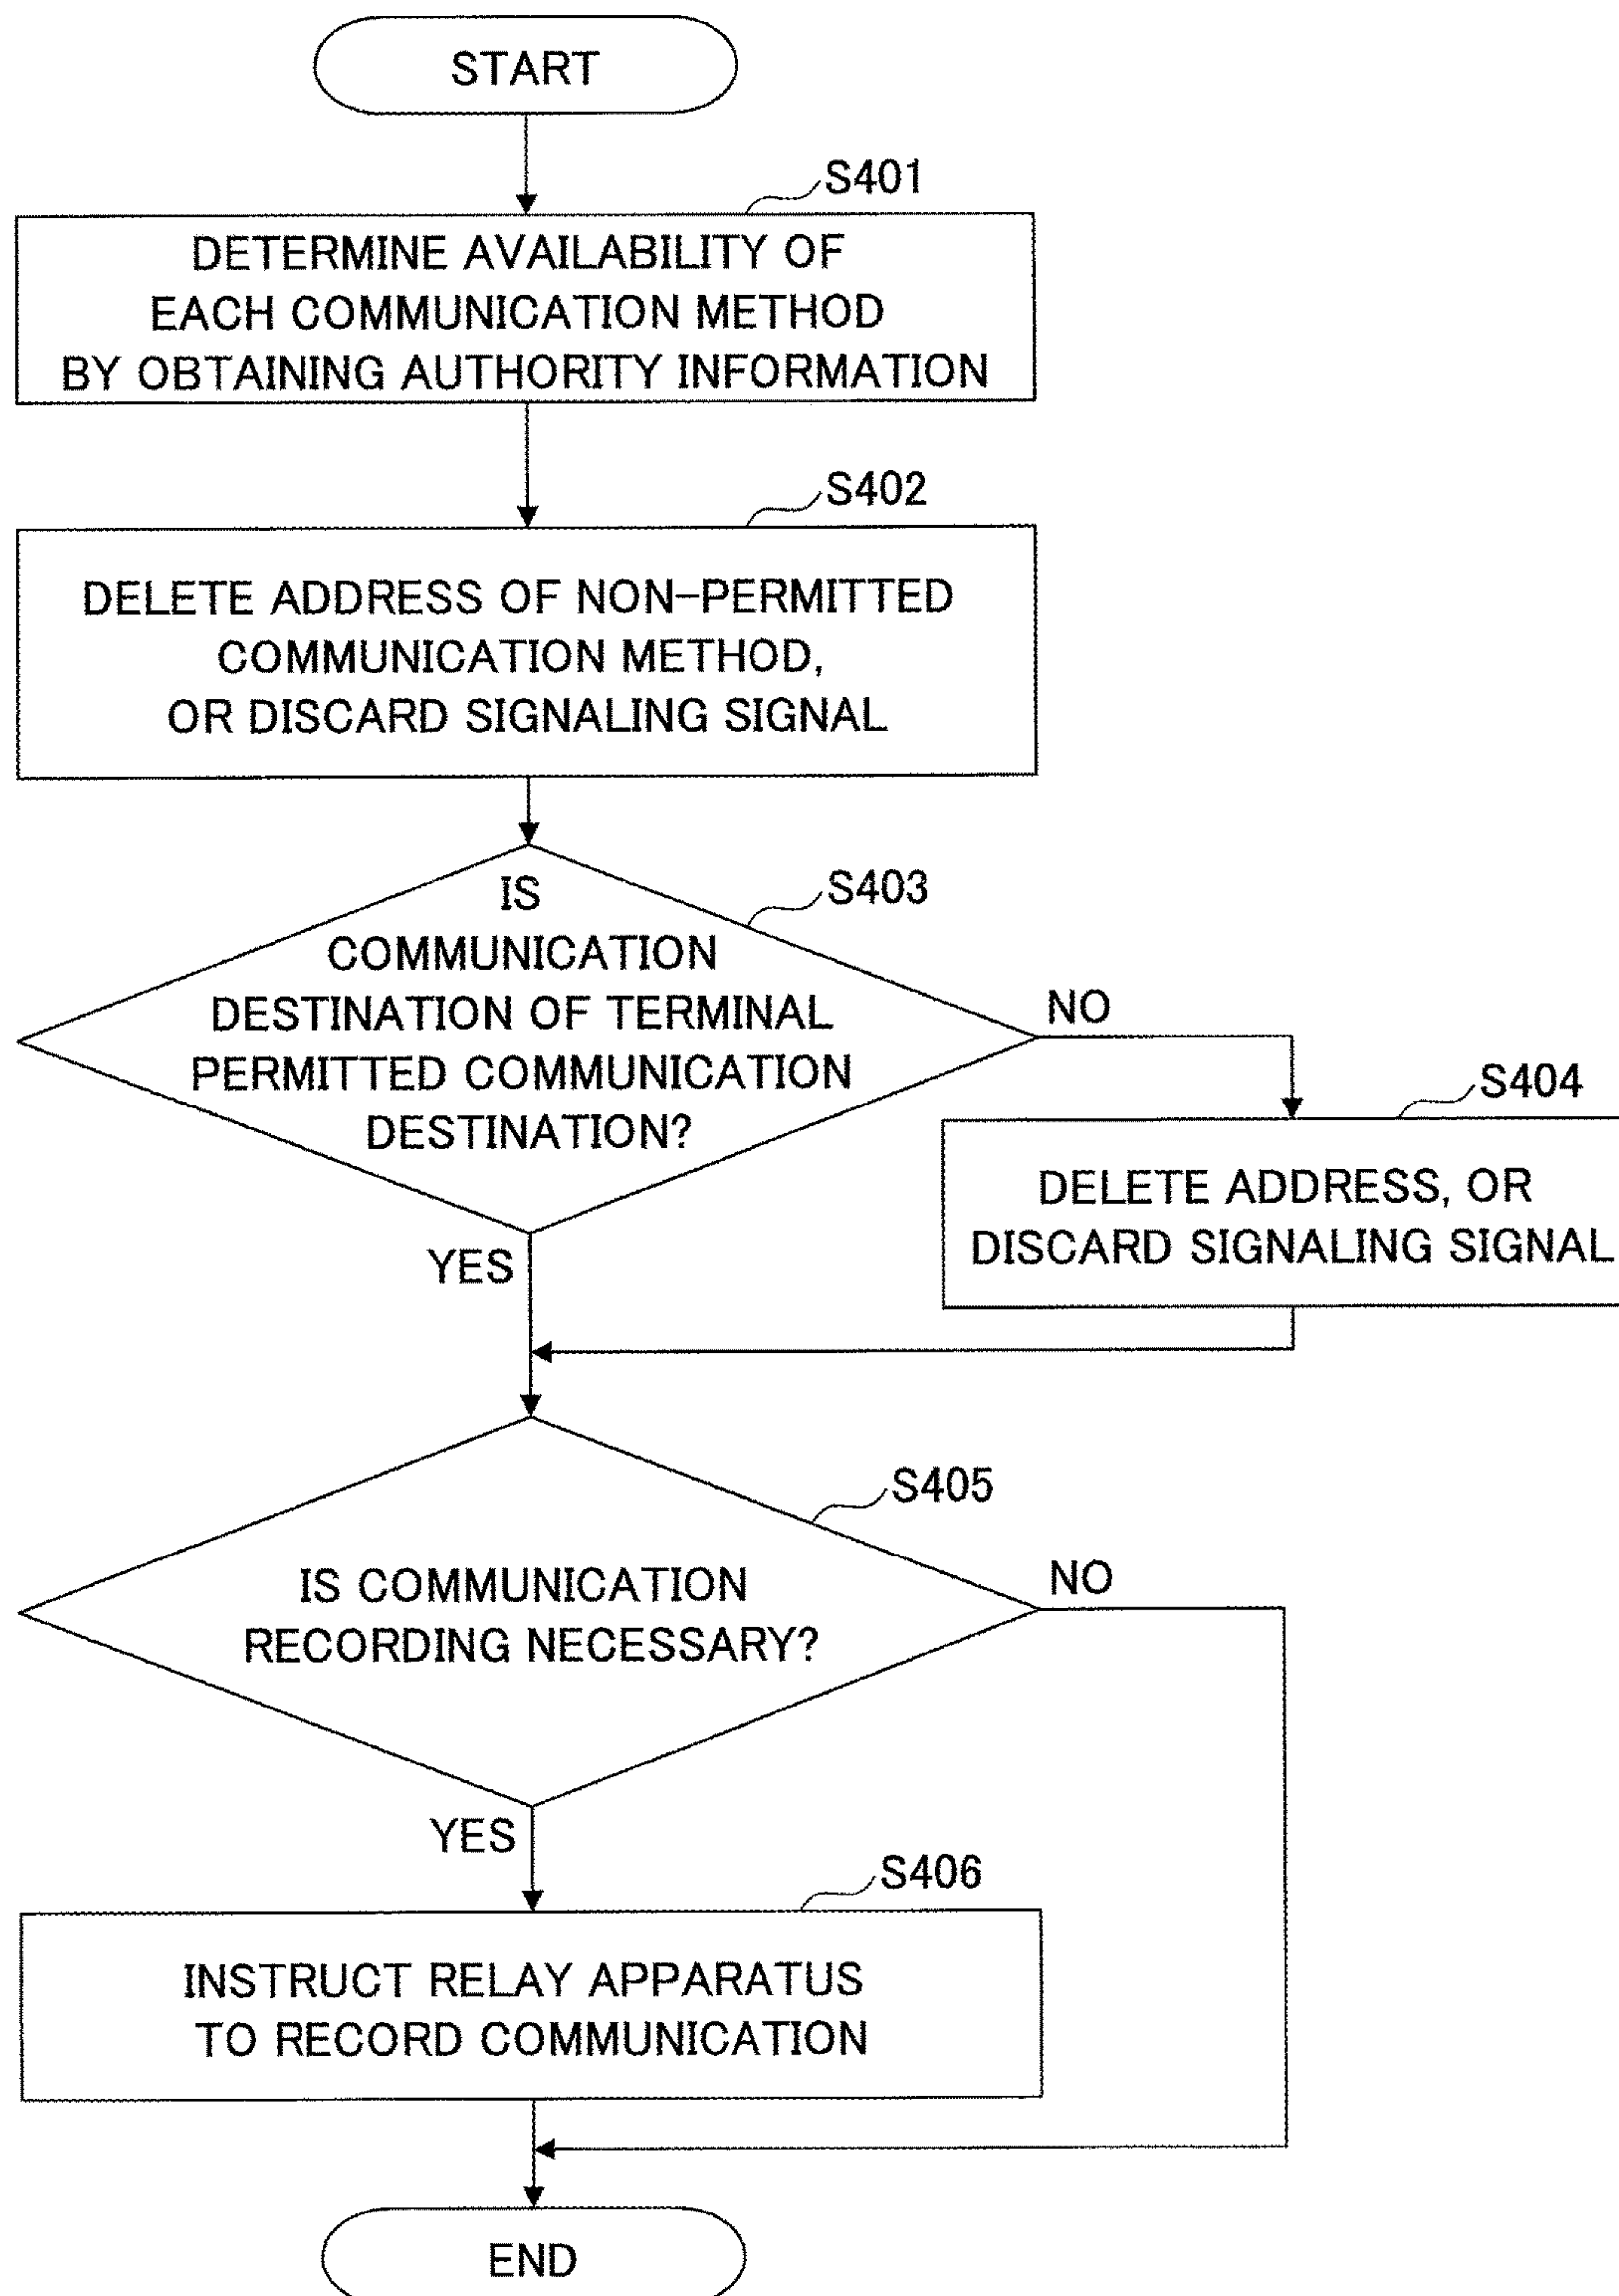 START
S401
DETERMINE AVAILABILITY OF
EACH COMMUNICATION METHOD
BY OBTAINING AUTHORITY INFORMATION
S402
DELETE ADDRESS OF NON-PERMITTED
COMMUNICATION METHOD,
OR DISCARD SIGNALING SIGNAL
S403
IS
COMMUNICATION
DESTINATION OF TERMINAL
PERMITTED COMMUNICATION
DESTINATION?
NO
S404
DELETE ADDRESS, OR
DISCARD SIGNALING SIGNAL
YES
S405
IS COMMUNICATION
RECORDING NECESSARY?
NO
YES
S406
INSTRUCT RELAY APPARATUS
TO RECORD COMMUNICATION
END